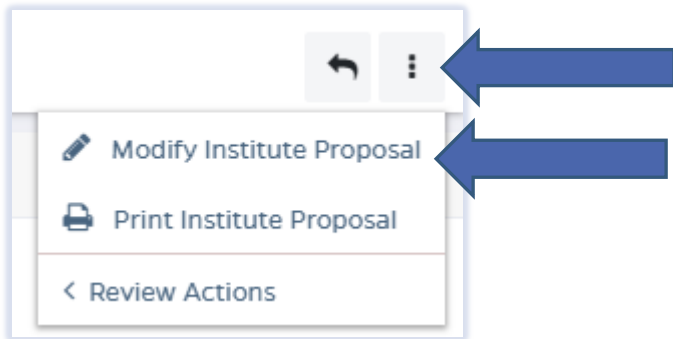 Modify Institute Proposal
Print Institute Proposal
Review Actions